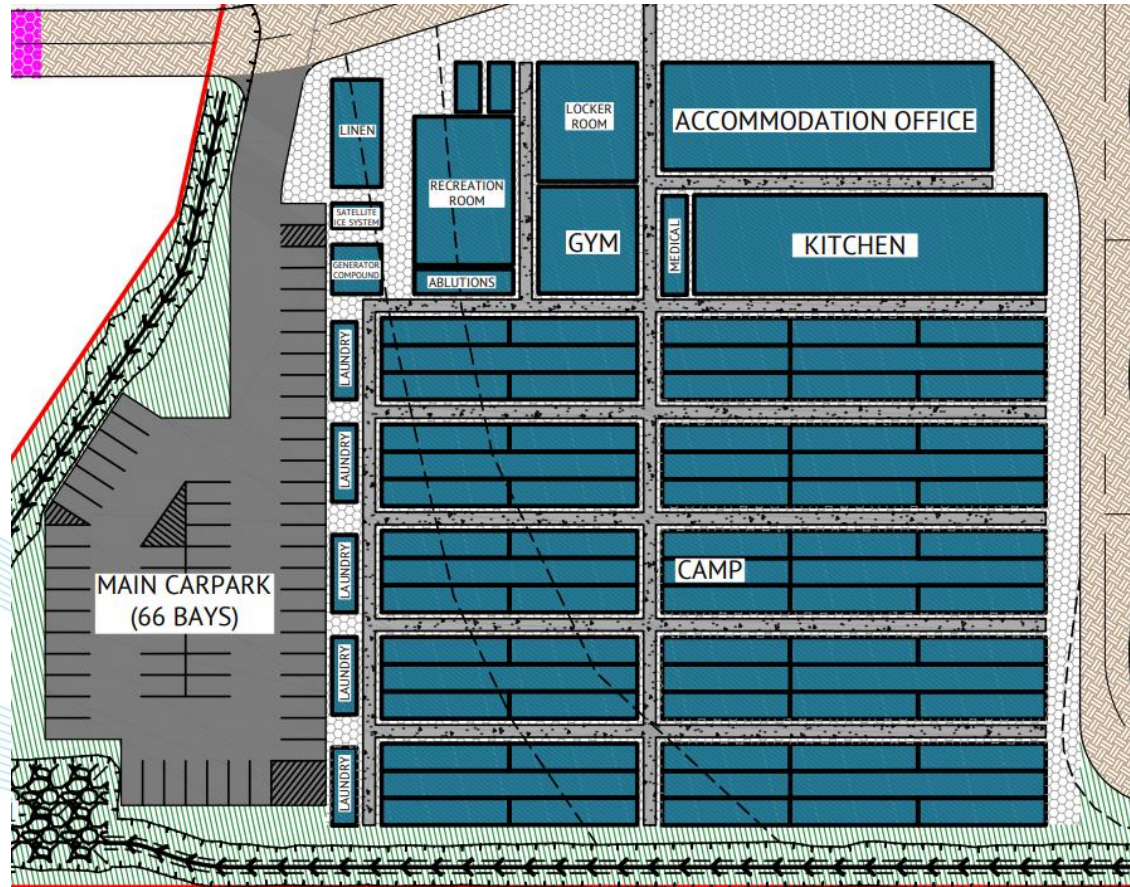 LINEN
LOCKER
ROOM
ACCOMMODATION OFFICE
RECREATION
ROOM
SATELLITE
ICE SYSTEM
GYM
MEDICAL
KITCHEN
GENERATOR
COMPOUND
ABLUTIONS
LAUNDRY
LAUNDRY
LAUNDRY
CAMP
MAIN CARPARK
(66 BAYS)
LAUNDRY
LAUNDRY